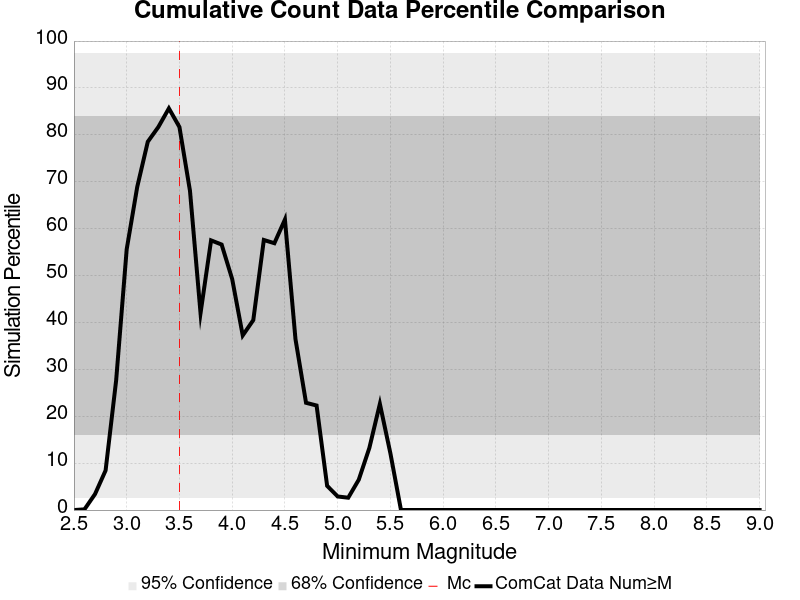 Cumulative Count Data Percentile Comparison
Simulation Percentile
100
90
80
70
60
50
40
30
20
10
0
2.5 3.0 3.5 4.0 4.5 5.0 5.5 6.0 6.5 7.0 7.5 8.0 8.5 9.0
Minimum Magnitude
95% Confidence 68% Confidence Mc ComCat Data Num≥M